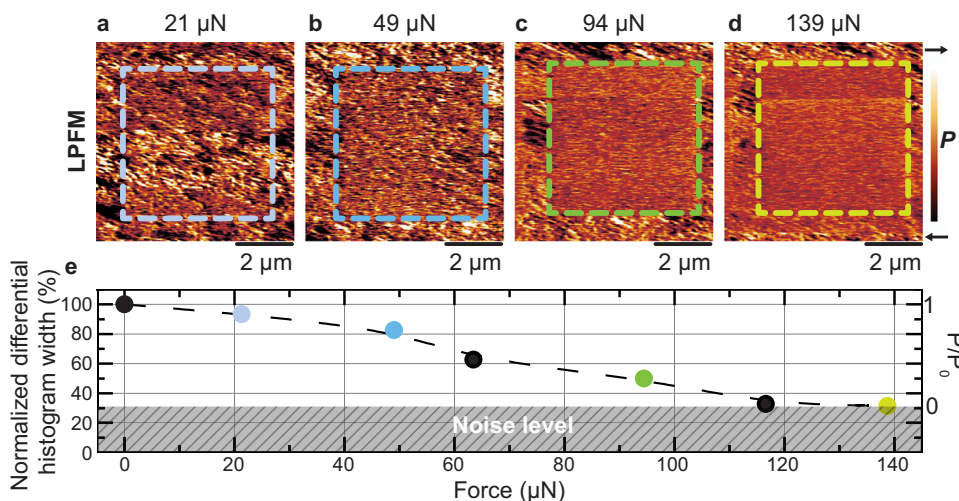 a 21 µN b 49 µN c 94 µN d 139 µN
LPFM
P
2 µm 2 µm 2 µm 2 µm
e
Normalized differential
histogram width (%)
100
80
60
40
20
0
1
0
P/P0
Noise level
0 20 40 60 80 100 120 140
Force (µN)